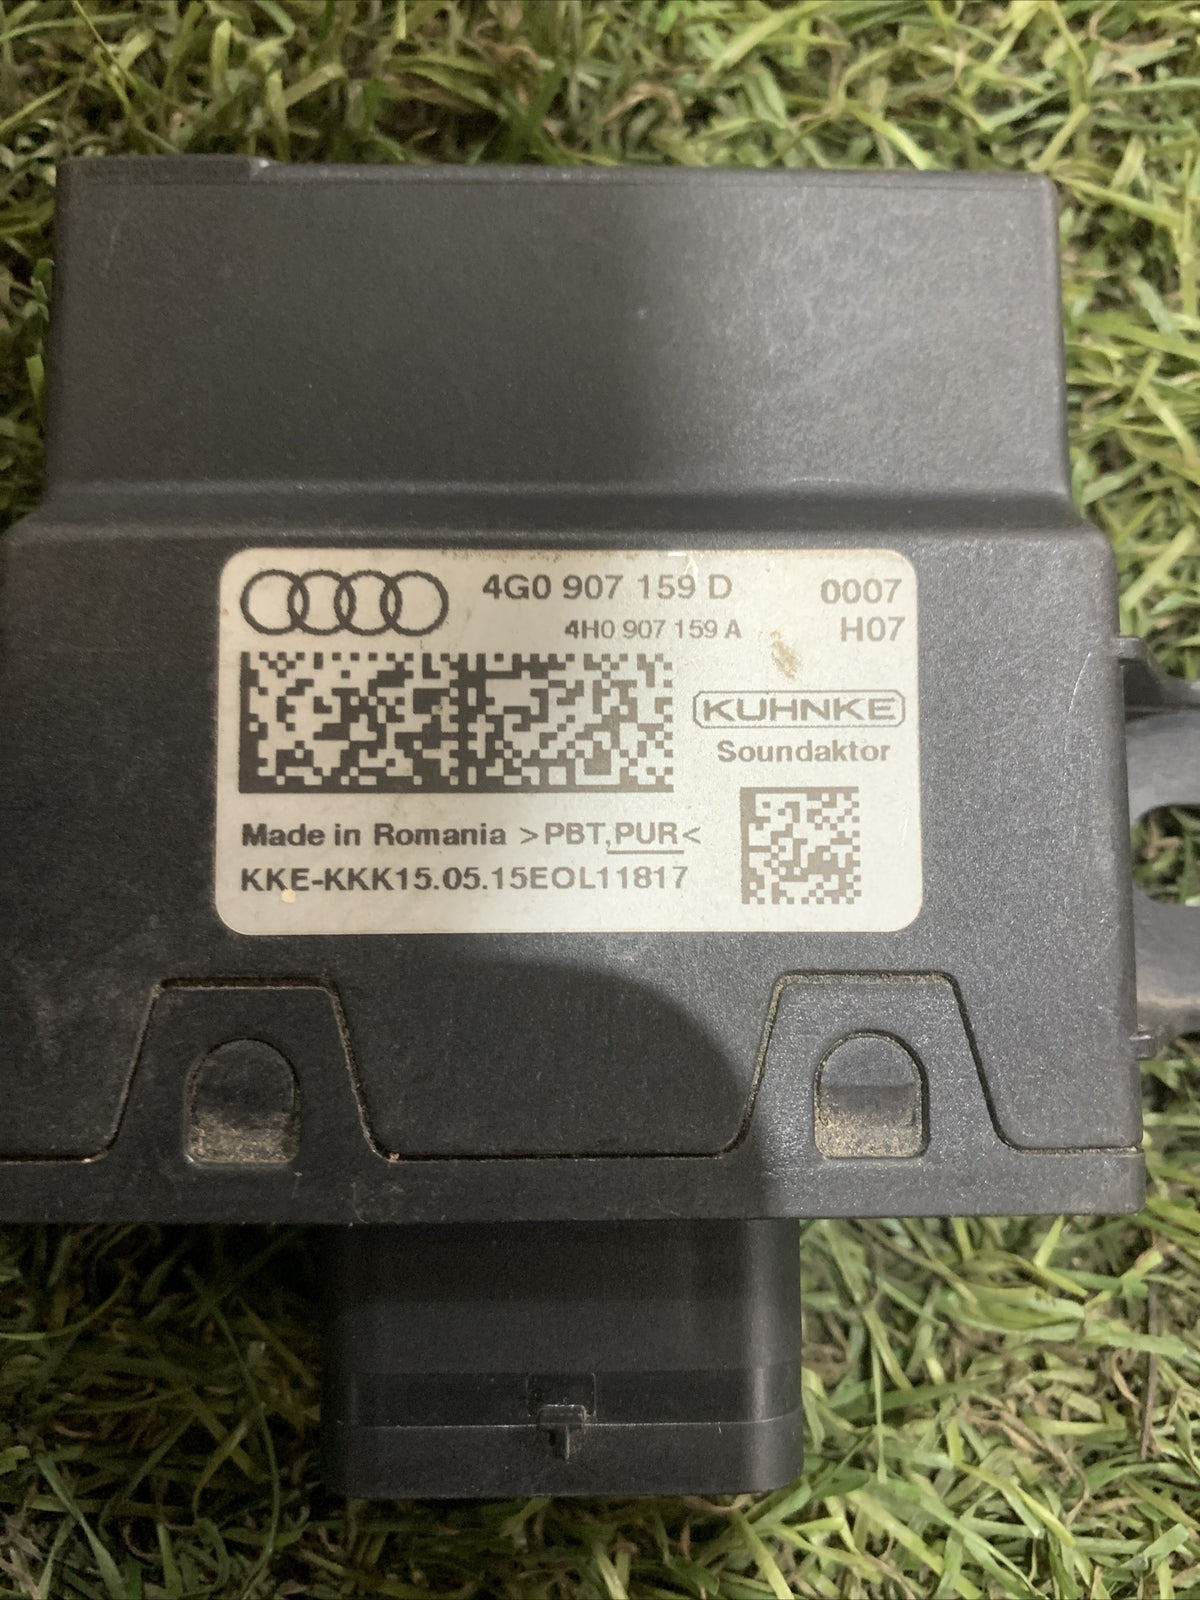 4G0 907 159 D 0007
4H0 907 159 A H07
KUHNKE
Soundaktor
Made in Romania >PBT,PUR<
KKE-KKK15.05.15EOL11817